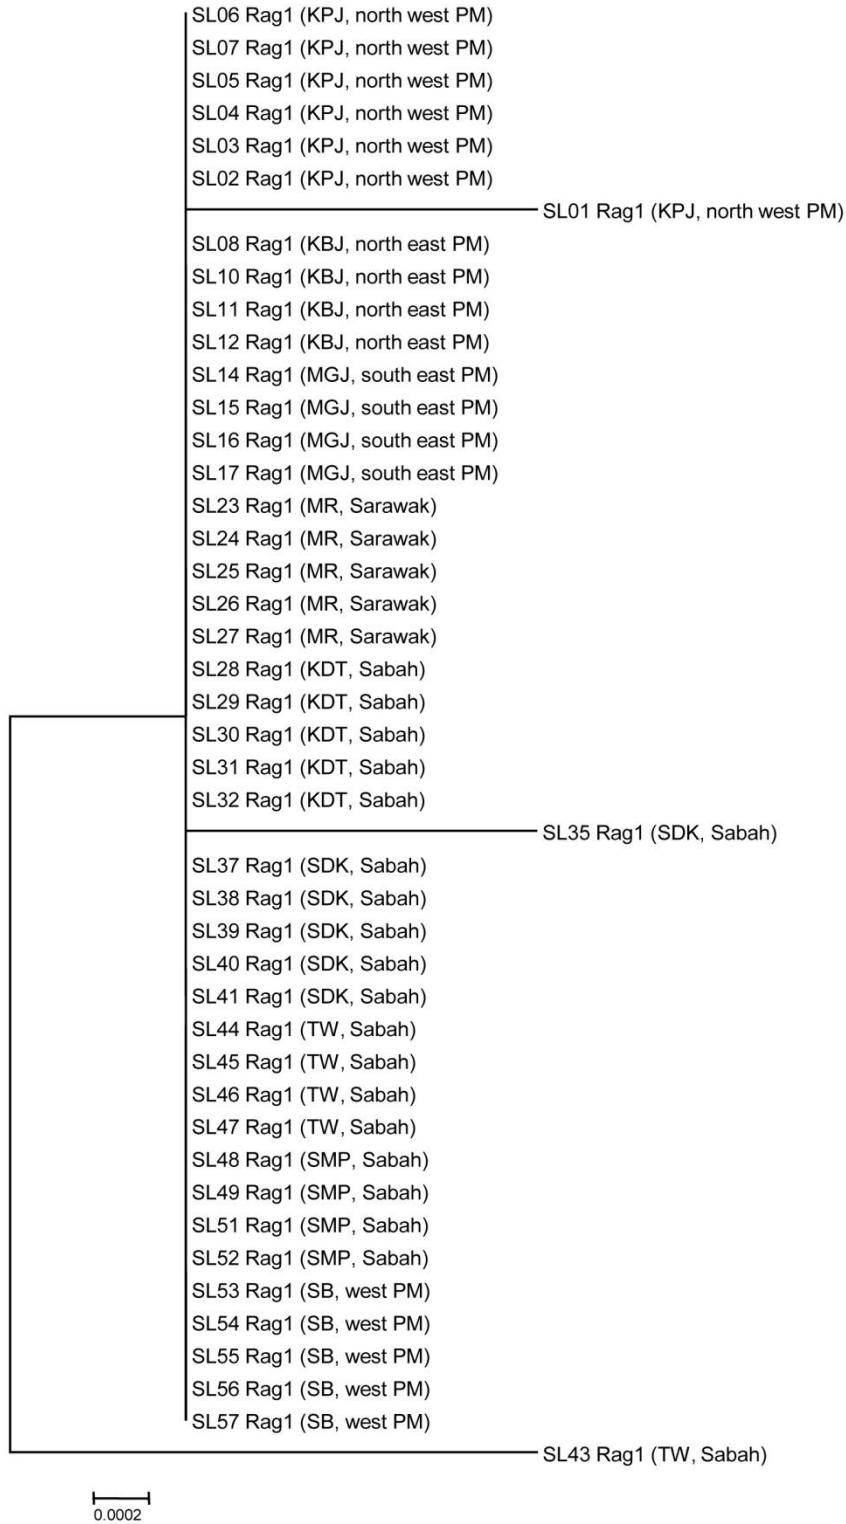 SL06 Rag1 (KPJ, north west PM)
SL07 Rag1 (KPJ, north west PM)
SL05 Rag1 (KPJ, north west PM)
SL04 Rag1 (KPJ, north west PM)
SL03 Rag1 (KPJ, north west PM)
SL02 Rag1 (KPJ, north west PM)
SL01 Rag1 (KPJ, north west PM)
SL08 Rag1 (KBJ, north east PM)
SL10 Rag1 (KBJ, north east PM)
SL11 Rag1 (KBJ, north east PM)
SL12 Rag1 (KBJ, north east PM)
SL14 Rag1 (MGJ, south east PM)
SL15 Rag1 (MGJ, south east PM)
SL16 Rag1 (MGJ, south east PM)
SL17 Rag1 (MGJ, south east PM)
SL23 Rag1 (MR, Sarawak)
SL24 Rag1 (MR, Sarawak)
SL25 Rag1 (MR, Sarawak)
SL26 Rag1 (MR, Sarawak)
SL27 Rag1 (MR, Sarawak)
SL28 Rag1 (KDT, Sabah)
SL29 Rag1 (KDT, Sabah)
SL30 Rag1 (KDT, Sabah)
SL31 Rag1 (KDT, Sabah)
SL32 Rag1 (KDT, Sabah)
SL35 Rag1 (SDK, Sabah)
SL37 Rag1 (SDK, Sabah)
SL38 Rag1 (SDK, Sabah)
SL39 Rag1 (SDK, Sabah)
SL40 Rag1 (SDK, Sabah)
SL41 Rag1 (SDK, Sabah)
SL44 Rag1 (TW, Sabah)
SL45 Rag1 (TW, Sabah)
SL46 Rag1 (TW, Sabah)
SL47 Rag1 (TW, Sabah)
SL48 Rag1 (SMP, Sabah)
SL49 Rag1 (SMP, Sabah)
SL51 Rag1 (SMP, Sabah)
SL52 Rag1 (SMP, Sabah)
SL53 Rag1 (SB, west PM)
SL54 Rag1 (SB, west PM)
SL55 Rag1 (SB, west PM)
SL56 Rag1 (SB, west PM)
SL57 Rag1 (SB, west PM)
SL43 Rag1 (TW, Sabah)
0.0002